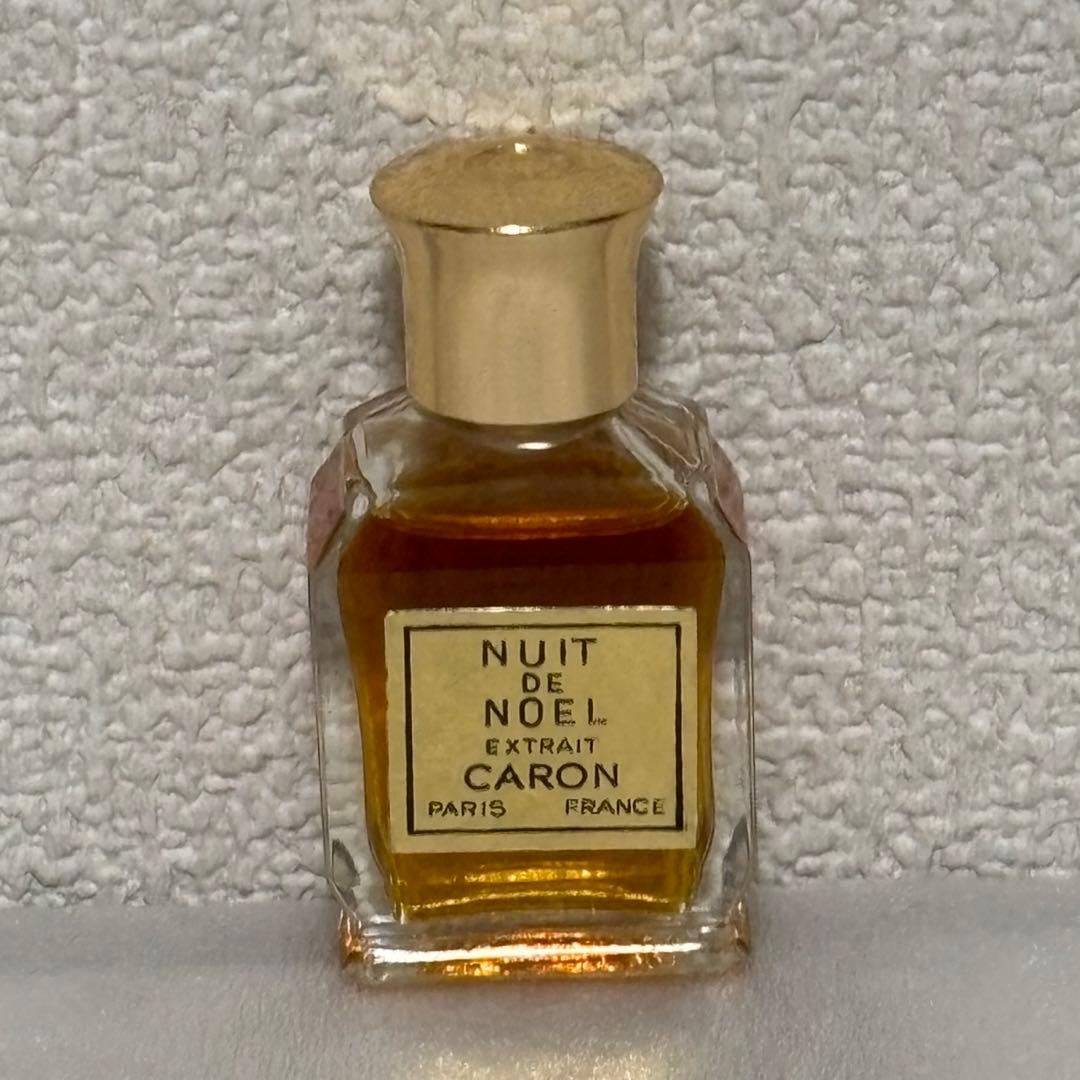 NUIT
DE
NOEL
EXTRAIT
CARON
PARIS FRANCE